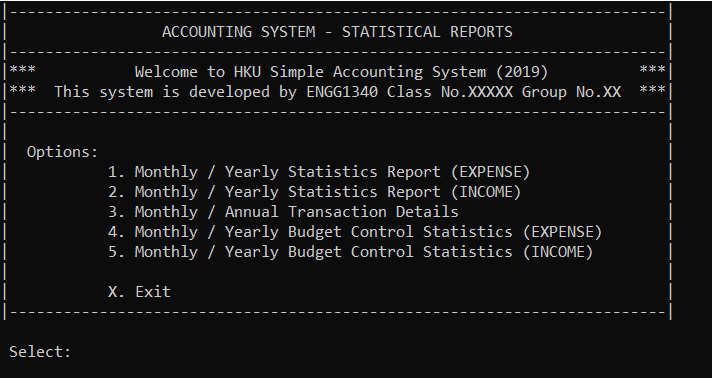 |-------------------------------------------------------------------------|
|                 ACCOUNTING SYSTEM - STATISTICAL REPORTS                 |
|-------------------------------------------------------------------------|
|***           Welcome to HKU Simple Accounting System (2019)          ***|
|***  This system is developed by ENGG1340 Class No.XXXXX Group No.XX  ***|
|-------------------------------------------------------------------------|
|                                                                         |
|  Options:                                                               |
|           1. Monthly / Yearly Statistics Report (EXPENSE)               |
|           2. Monthly / Yearly Statistics Report (INCOME)                |
|           3. Monthly / Annual Transaction Details                       |
|           4. Monthly / Yearly Budget Control Statistics (EXPENSE)       |
|           5. Monthly / Yearly Budget Control Statistics (INCOME)        |
|                                                                         |
|           X. Exit                                                       |
|-------------------------------------------------------------------------|
Select: